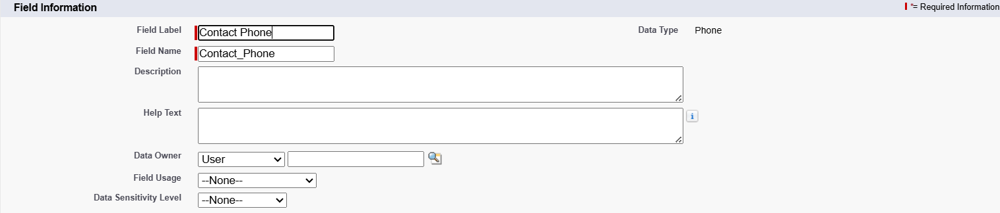 Field Information
*= Required Information
Field Label Contact Phone Data Type Phone
Field Name Contact_Phone
Description
Help Text
i
Data Owner User
Field Usage --None--
Data Sensitivity Level --None--